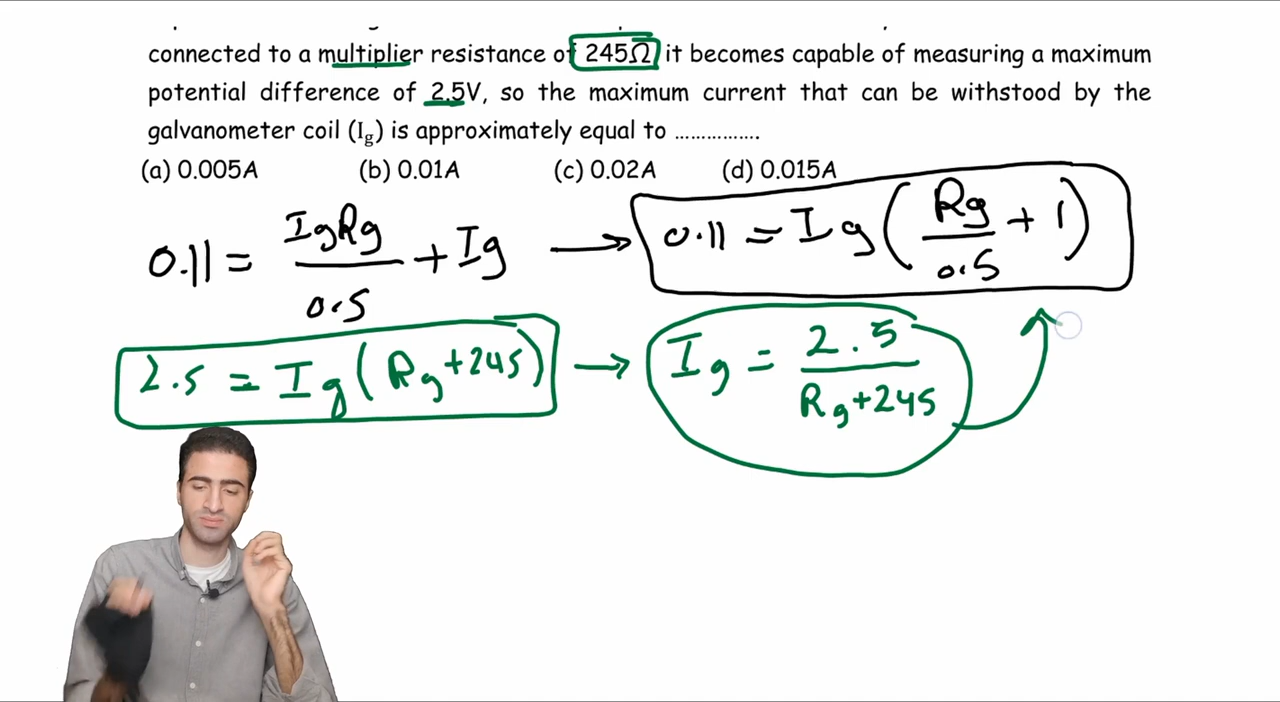 connected to a multiplier resistance of 245Ω it becomes capable of measuring a maximum
potential difference of 2.5V, so the maximum current that can be withstood by the
galvanometer coil (Ig) is approximately equal to ................
(a) 0.005A (b) 0.01A (c) 0.02A (d) 0.015A
0.11 = IgRg / 0.5 + Ig → 0.11 = Ig ( Rg / 0.5 + 1 )
2.5 = Ig ( Rg + 245 ) → Ig = 2.5 / Rg + 245